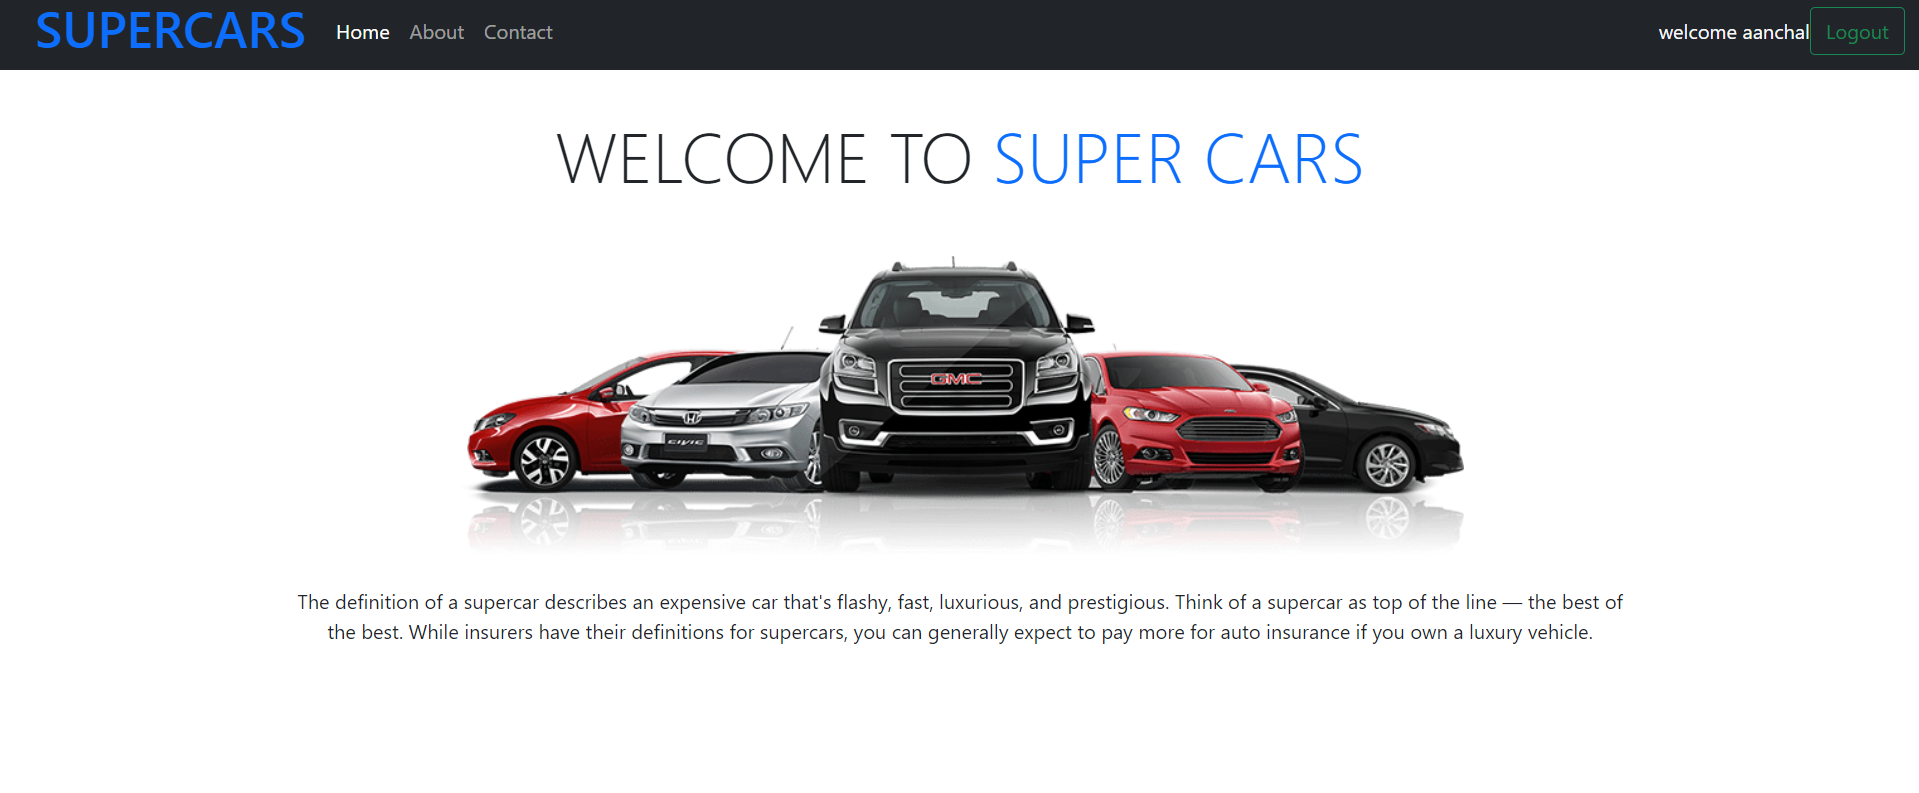 SUPERCARS Home About Contact welcome aanchal Logout
WELCOME TO SUPER CARS
GMC
CIVIC
The definition of a supercar describes an expensive car that's flashy, fast, luxurious, and prestigious. Think of a supercar as top of the line — the best of
the best. While insurers have their definitions for supercars, you can generally expect to pay more for auto insurance if you own a luxury vehicle.